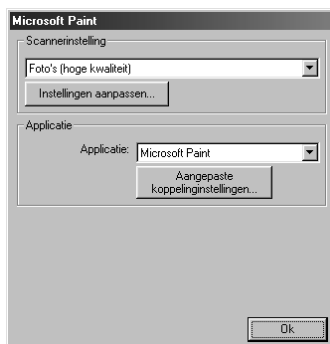 Microsoft Paint
Scannerinstelling
Foto's (hoge kwaliteit)
Instellingen aanpassen...
Applicatie
Applicatie: Microsoft Paint
Aangepaste
koppelinginstellingen...
Ok